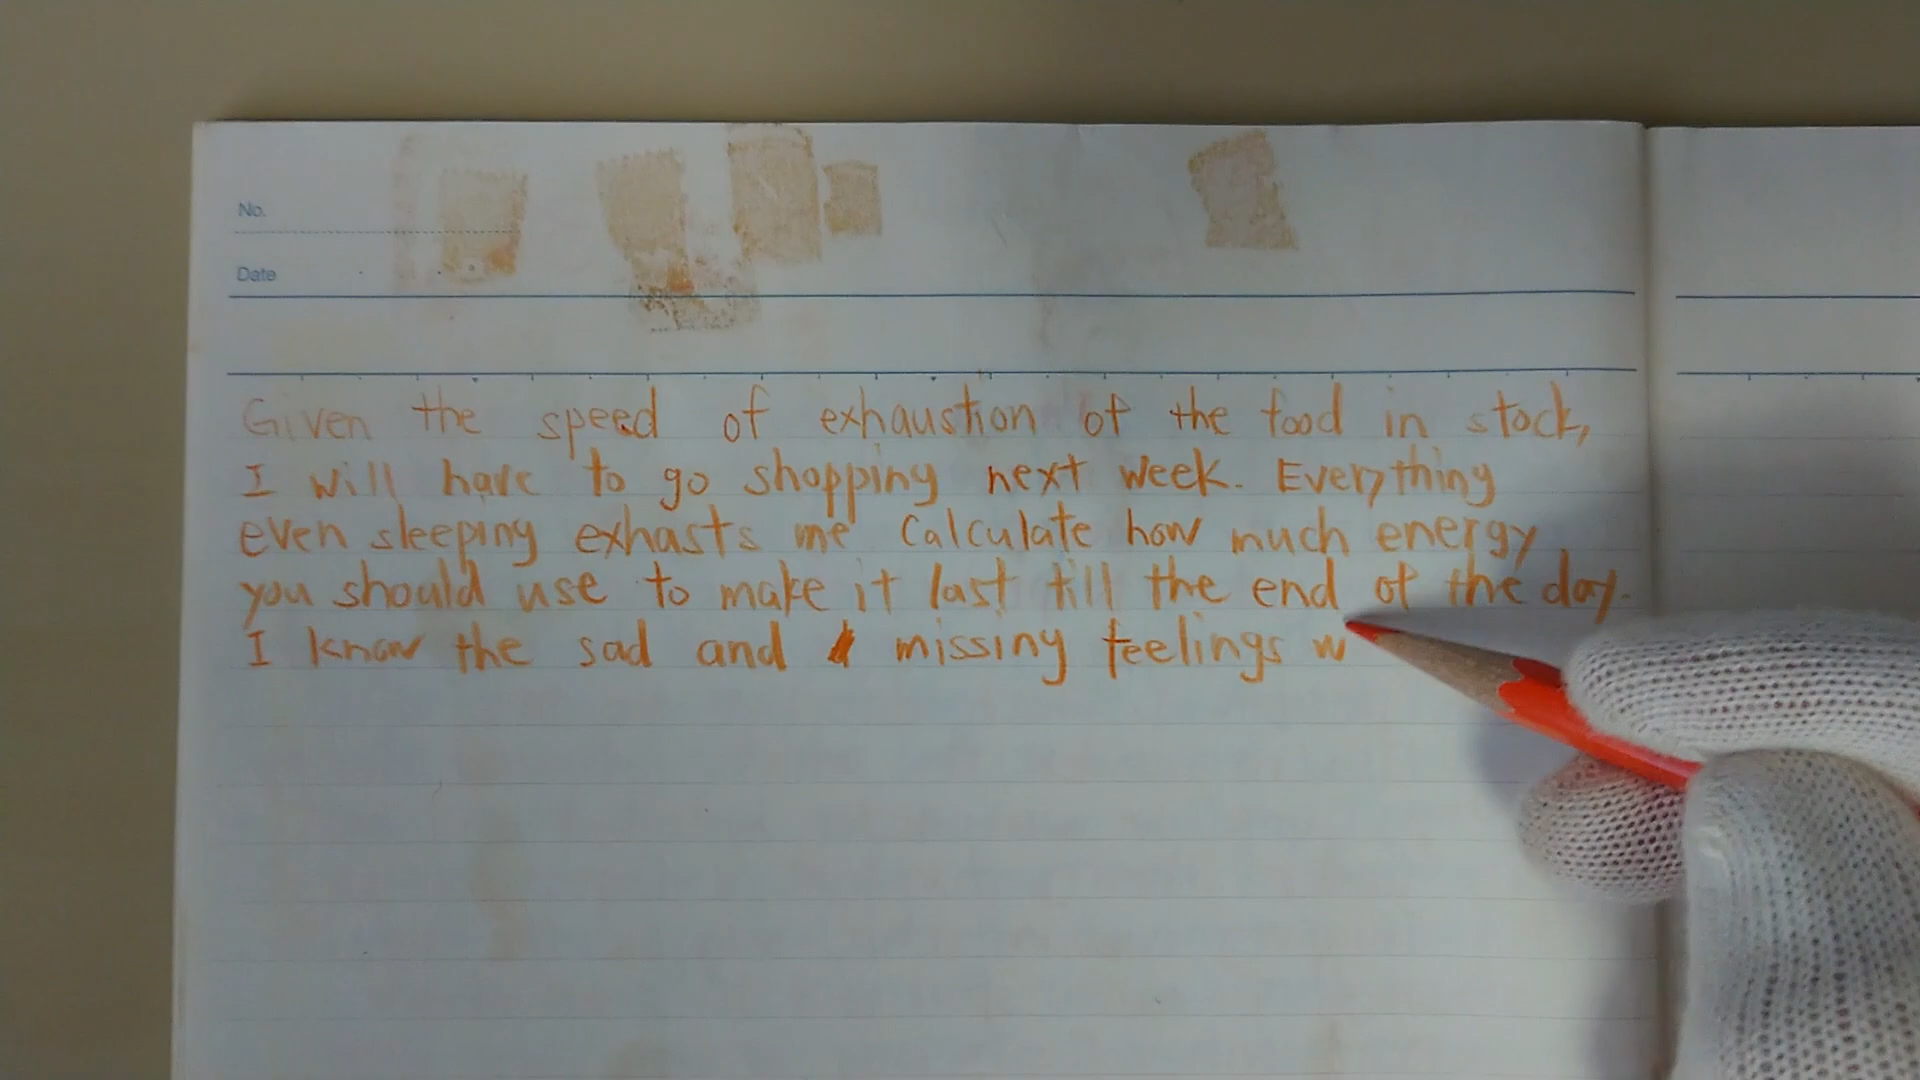 No.
Date
Given the speed of exhaustion of the food in stock,
I will have to go shopping next week. Everything
even sleeping exhasts me Calculate how much energy
you should use to make it last till the end of the day.
I know the sad and missing feelings w